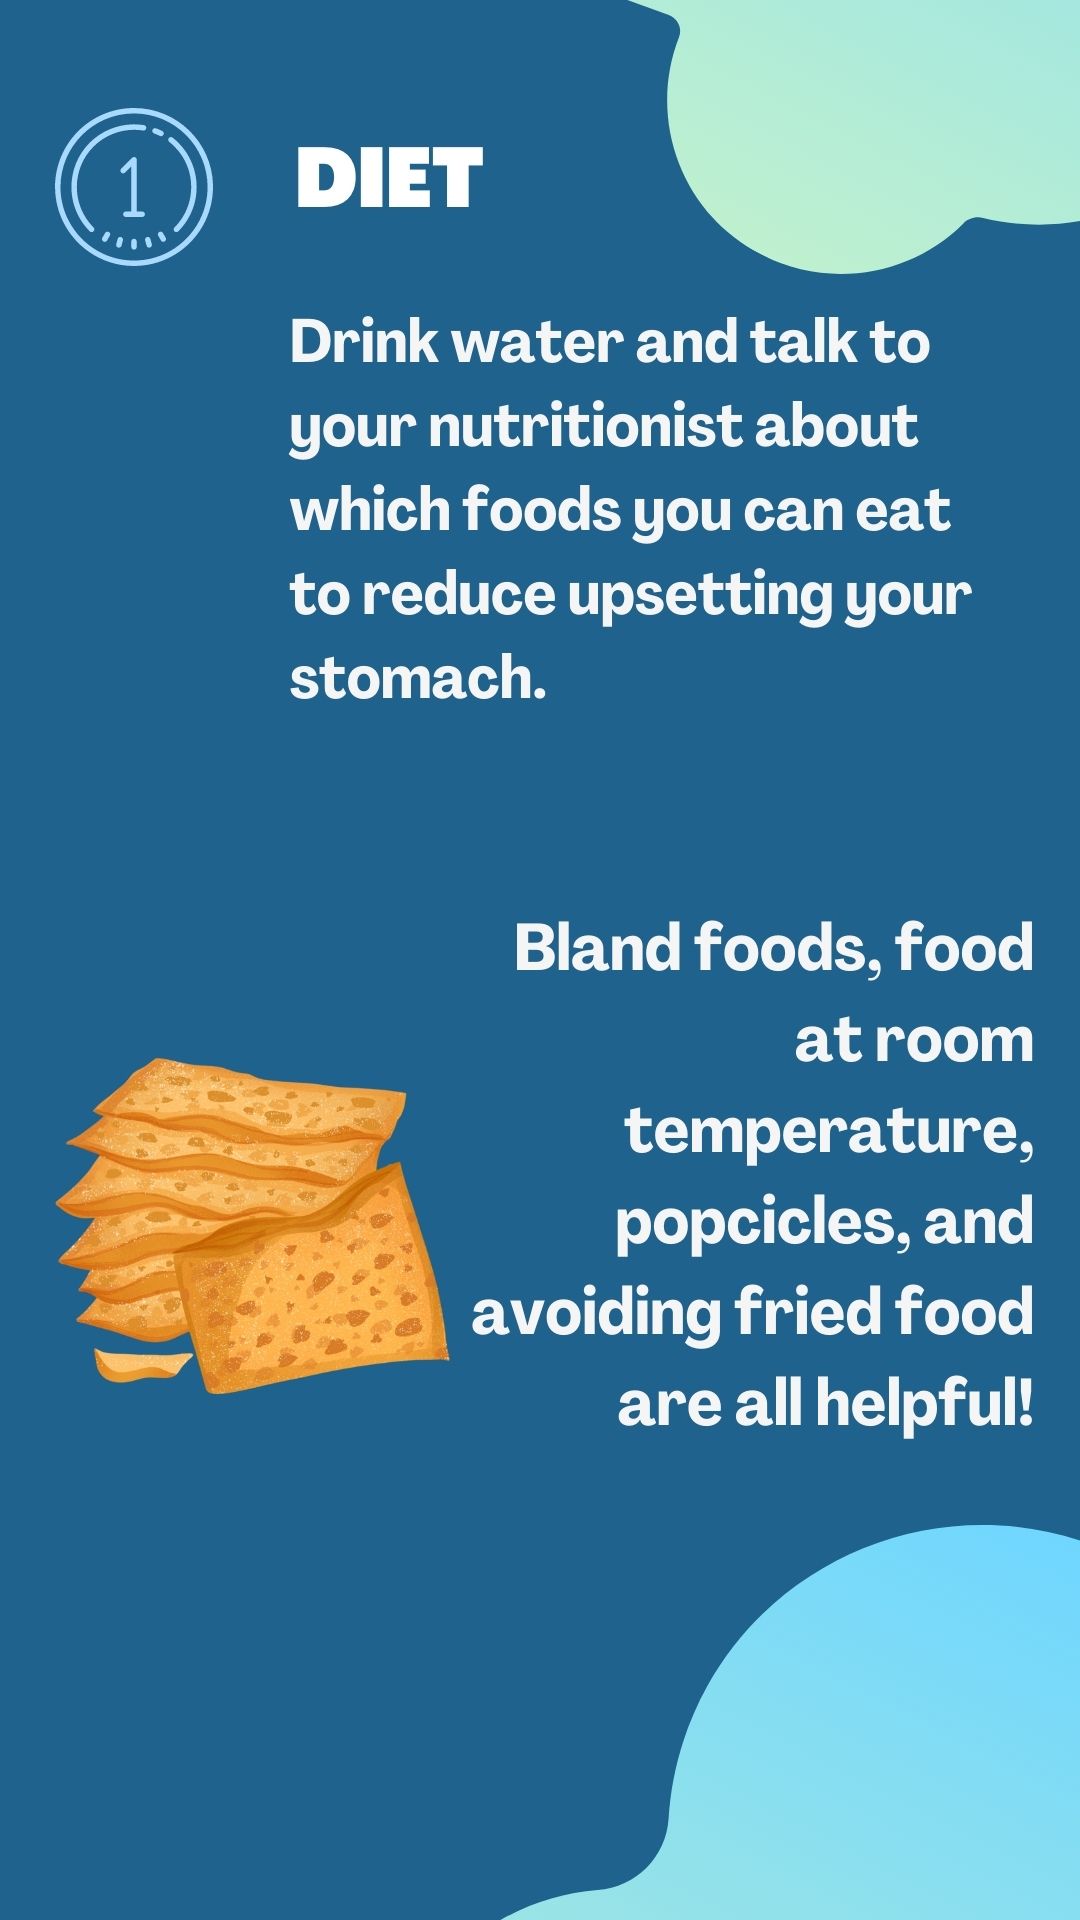 1
DIET
Drink water and talk to
your nutritionist about
which foods you can eat
to reduce upsetting your
stomach.
Bland foods, food
at room
temperature,
popcicles, and
avoiding fried food
are all helpful!